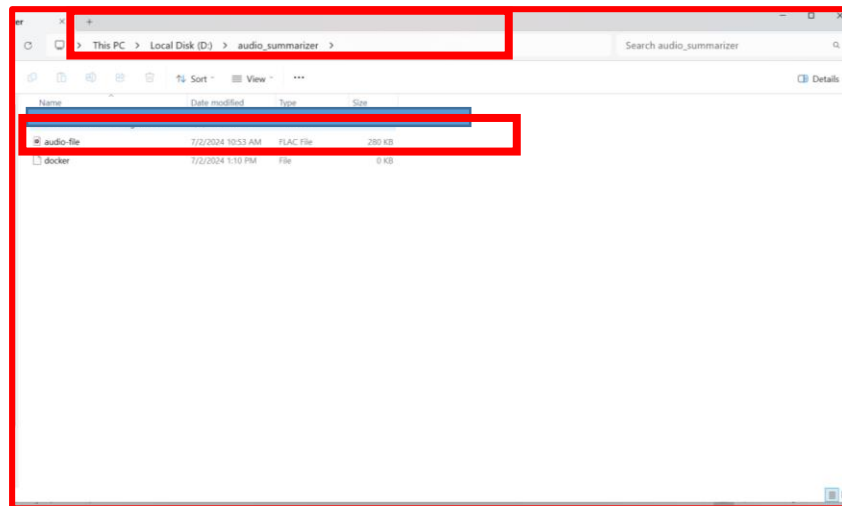 er
This PC > Local Disk (D:) > audio_summarizer >
Search audio_summarizer
Sort View ...
Details
Name Date modified Type Size
audio-file 7/2/2024 10:53 AM FLAC File 280 KB
docker 7/2/2024 1:10 PM File 0 KB